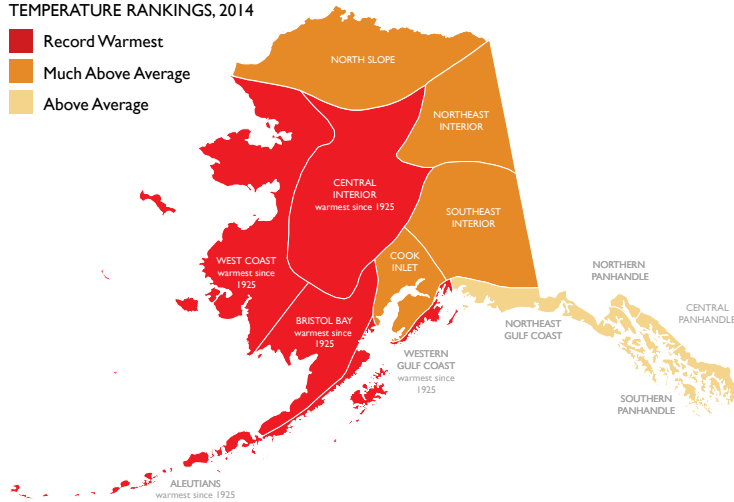 TEMPERATURE RANKINGS, 2014
Record Warmest
Much Above Average
Above Average
NORTH SLOPE
NORTHEAST
INTERIOR
CENTRAL
INTERIOR
warmest since 1925
SOUTHEAST
INTERIOR
WEST COAST
warmest since
1925
COOK
INLET
BRISTOL BAY
warmest since
1925
NORTHERN
PANHANDLE
CENTRAL
PANHANDLE
NORTHEAST
GULF COAST
WESTERN
GULF COAST
warmest since
1925
SOUTHERN
PANHANDLE
ALEUTIANS
warmest since 1925